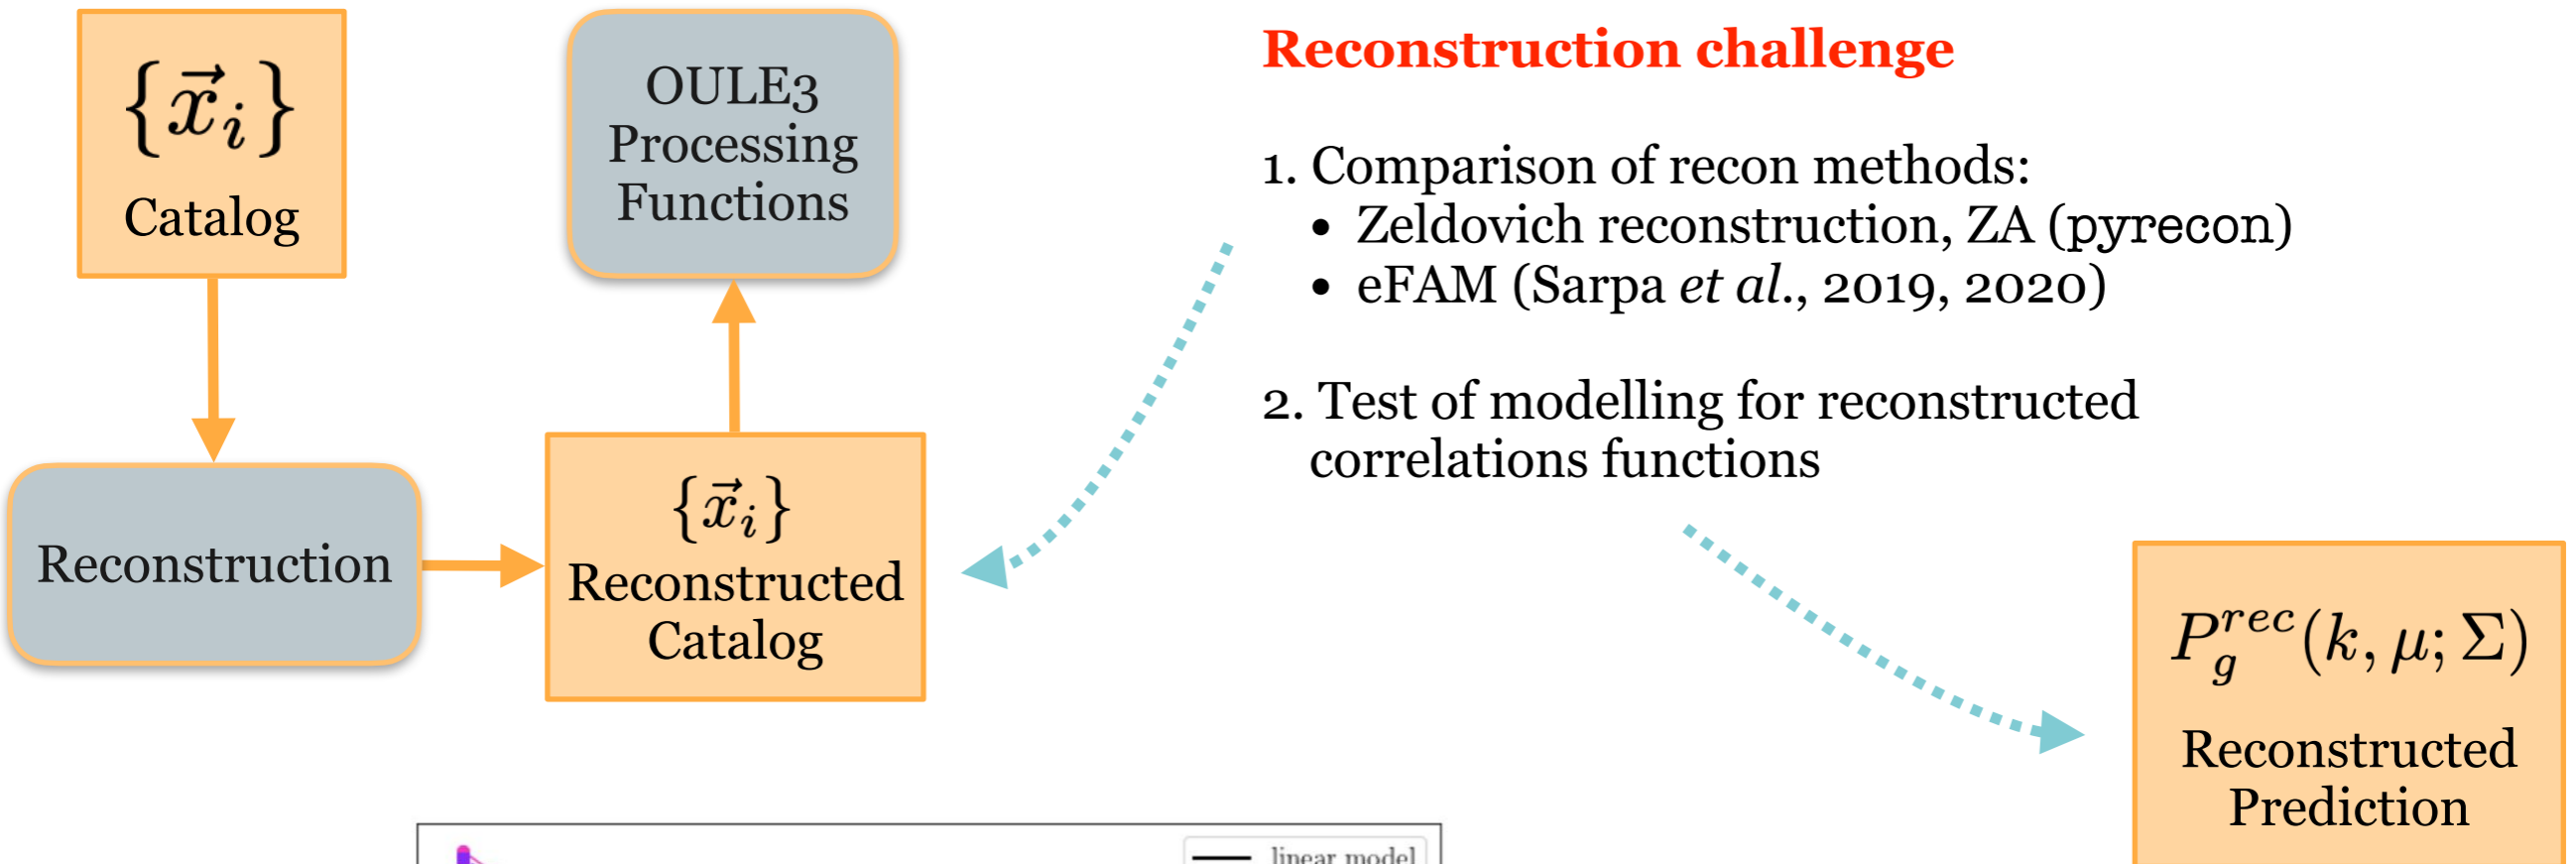 {x⃗ᵢ}
Catalog
OULE3
Processing
Functions
Reconstruction
{x⃗ᵢ}
Reconstructed
Catalog
Reconstruction challenge
1. Comparison of recon methods:
• Zeldovich reconstruction, ZA (pyrecon)
• eFAM (Sarpa et al., 2019, 2020)
2. Test of modelling for reconstructed
correlations functions
P_g^{rec}(k, μ; Σ)
Reconstructed
Prediction
linear model